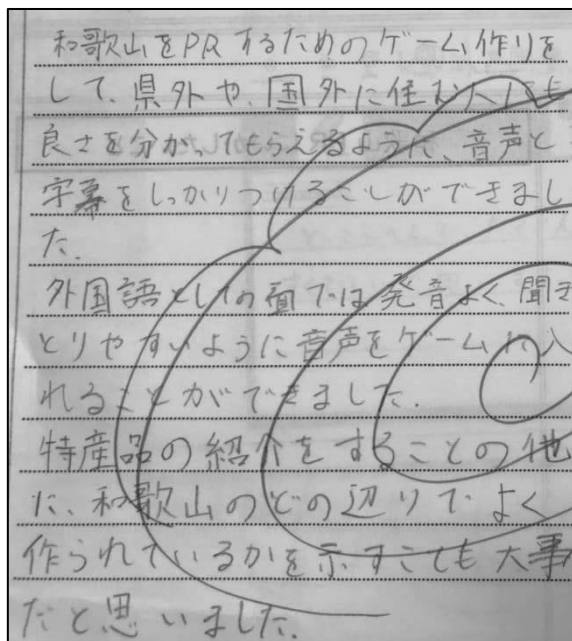 和歌山をPRするためのゲーム作りを
して、県外や、国外に住む人にも
良さを分かってもらえるように、音声と
字幕をしっかりつけることができまし
た。
外国語としての面では発音よく、聞き
とりやすいように音声をゲームに入
れることができました.
特産品の紹介をすることの他
に、和歌山のどの辺りでよく
作られているかを示すことも大事
だと思いました.